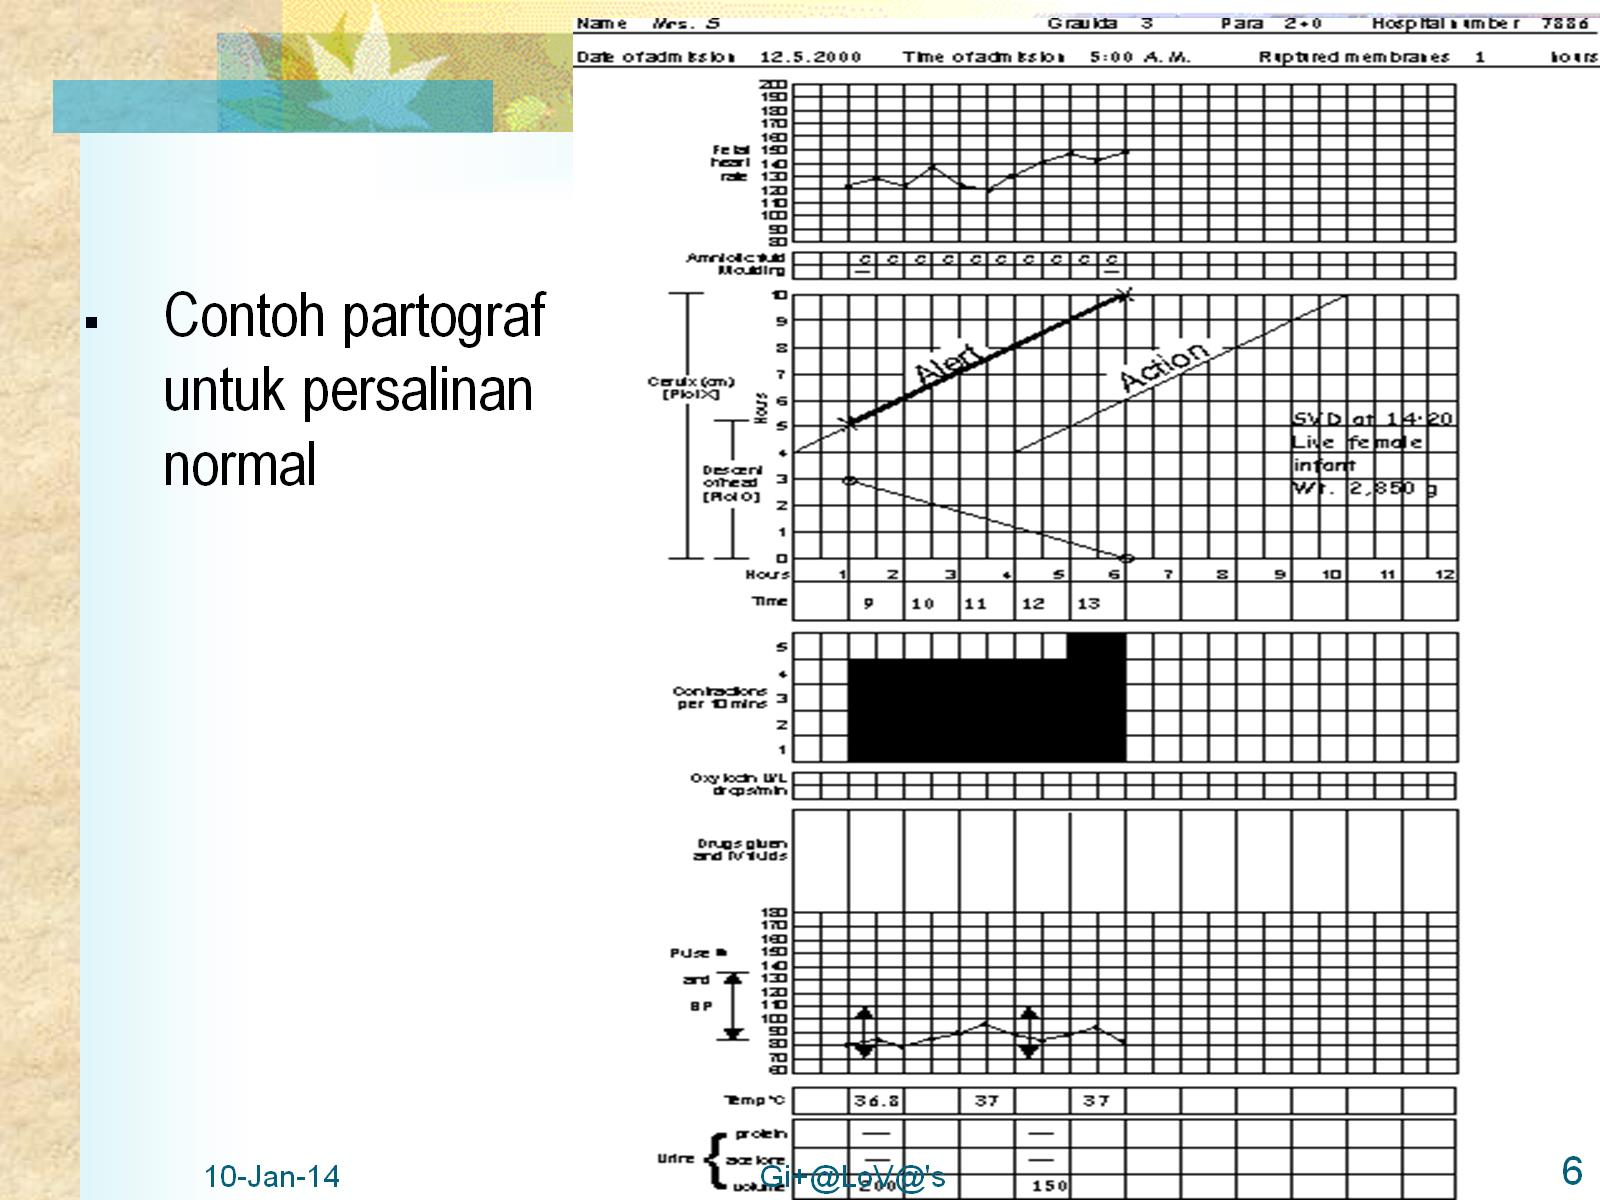 Name Mrs. S Gravida 3 Para 2+0 Hospital number 7886
Date of admission 12.5.2000 Time of admission 5:00 A.M. Ruptured membranes 1 hours
200
190
180
170
160
Fetal 150
heart 140
rate 130
120
110
100
90
80
Amniotic fluid c c c c c c c c c c
Moulding — —
▪ Contoh partograf
untuk persalinan
normal
10
9
8
7
6
5
4
3
2
1
0
Cervix (cm)
[Plot X]
Hours
Descent
of head
[Plot O]
Alert
Action
SVD at 14·20
Live female
infant
Wt. 2,850 g
Hours 1 2 3 4 5 6 7 8 9 10 11 12
Time 9 10 11 12 13
5
4
Contractions
per 10 mins 3
2
1
Oxytocin U/L
drops/min
Drugs given
and IV fluids
180
170
160
Pulse 150
140
and 130
120
BP 110
100
90
80
70
60
Temp °C 36.8 37 37
protein — —
Urine acetone — —
volume 200 150
10-Jan-14 Gi+@LoV@'s 6